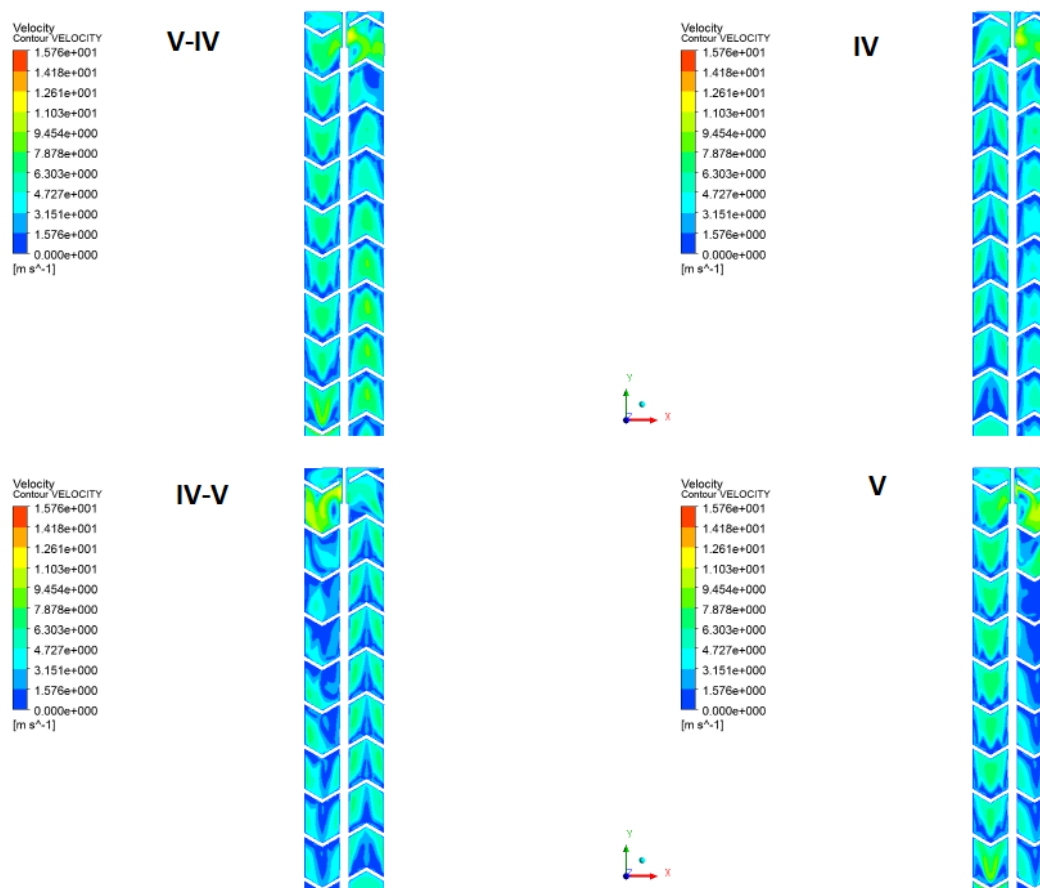 Velocity
Contour VELOCITY
1.576e+001
1.418e+001
1.261e+001
1.103e+001
9.454e+000
7.878e+000
6.303e+000
4.727e+000
3.151e+000
1.576e+000
0.000e+000
[m s^-1]
V-IV
Velocity
Contour VELOCITY
1.576e+001
1.418e+001
1.261e+001
1.103e+001
9.454e+000
7.878e+000
6.303e+000
4.727e+000
3.151e+000
1.576e+000
0.000e+000
[m s^-1]
IV
Y
Z
X
Velocity
Contour VELOCITY
1.576e+001
1.418e+001
1.261e+001
1.103e+001
9.454e+000
7.878e+000
6.303e+000
4.727e+000
3.151e+000
1.576e+000
0.000e+000
[m s^-1]
IV-V
Velocity
Contour VELOCITY
1.576e+001
1.418e+001
1.261e+001
1.103e+001
9.454e+000
7.878e+000
6.303e+000
4.727e+000
3.151e+000
1.576e+000
0.000e+000
[m s^-1]
V
Y
Z
X